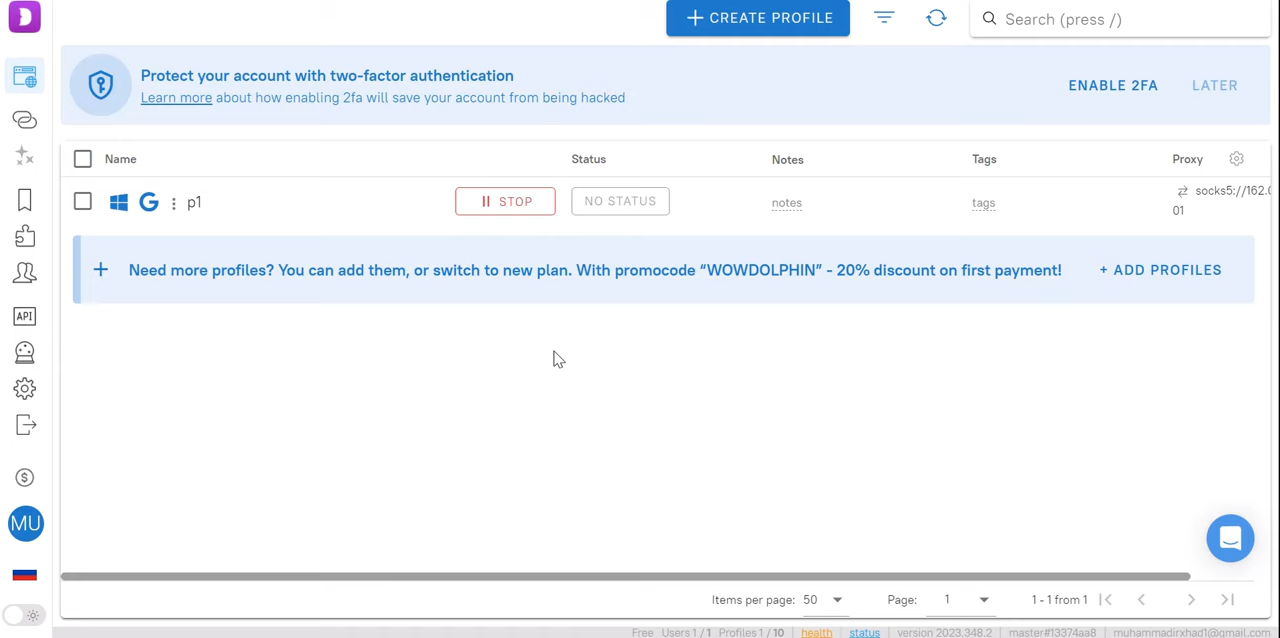 + CREATE PROFILE
Search (press /)
Protect your account with two-factor authentication
Learn more about how enabling 2fa will save your account from being hacked
ENABLE 2FA
LATER
Name Status Notes Tags Proxy
p1 STOP NO STATUS notes tags socks5://162.0
01
Need more profiles? You can add them, or switch to new plan. With promocode “WOWDOLPHIN” - 20% discount on first payment!
+ ADD PROFILES
API
MU
Items per page: 50 Page: 1 1 - 1 from 1
Free Users 1 / 1 Profiles 1 / 10 health status version 2023.348.2 master#13374aa8 muhammadirxhad1@gmail.com